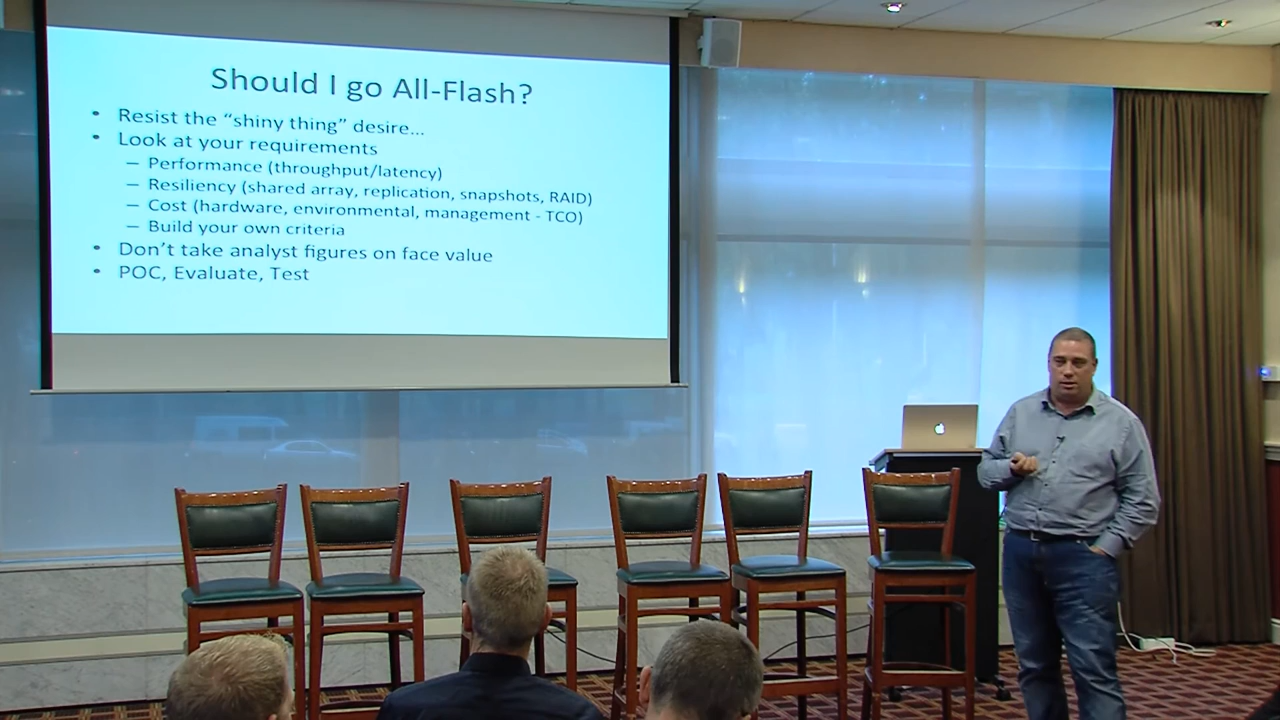 Should I go All-Flash?
• Resist the “shiny thing” desire…
• Look at your requirements
– Performance (throughput/latency)
– Resiliency (shared array, replication, snapshots, RAID)
– Cost (hardware, environmental, management - TCO)
– Build your own criteria
• Don’t take analyst figures on face value
• POC, Evaluate, Test